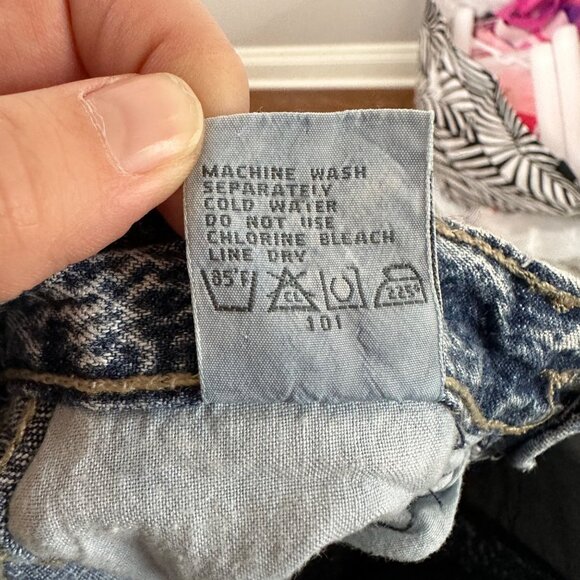 MACHINE WASH
SEPARATELY
COLD WATER
DO NOT USE
CHLORINE BLEACH
LINE DRY
85°F CL 225°
101